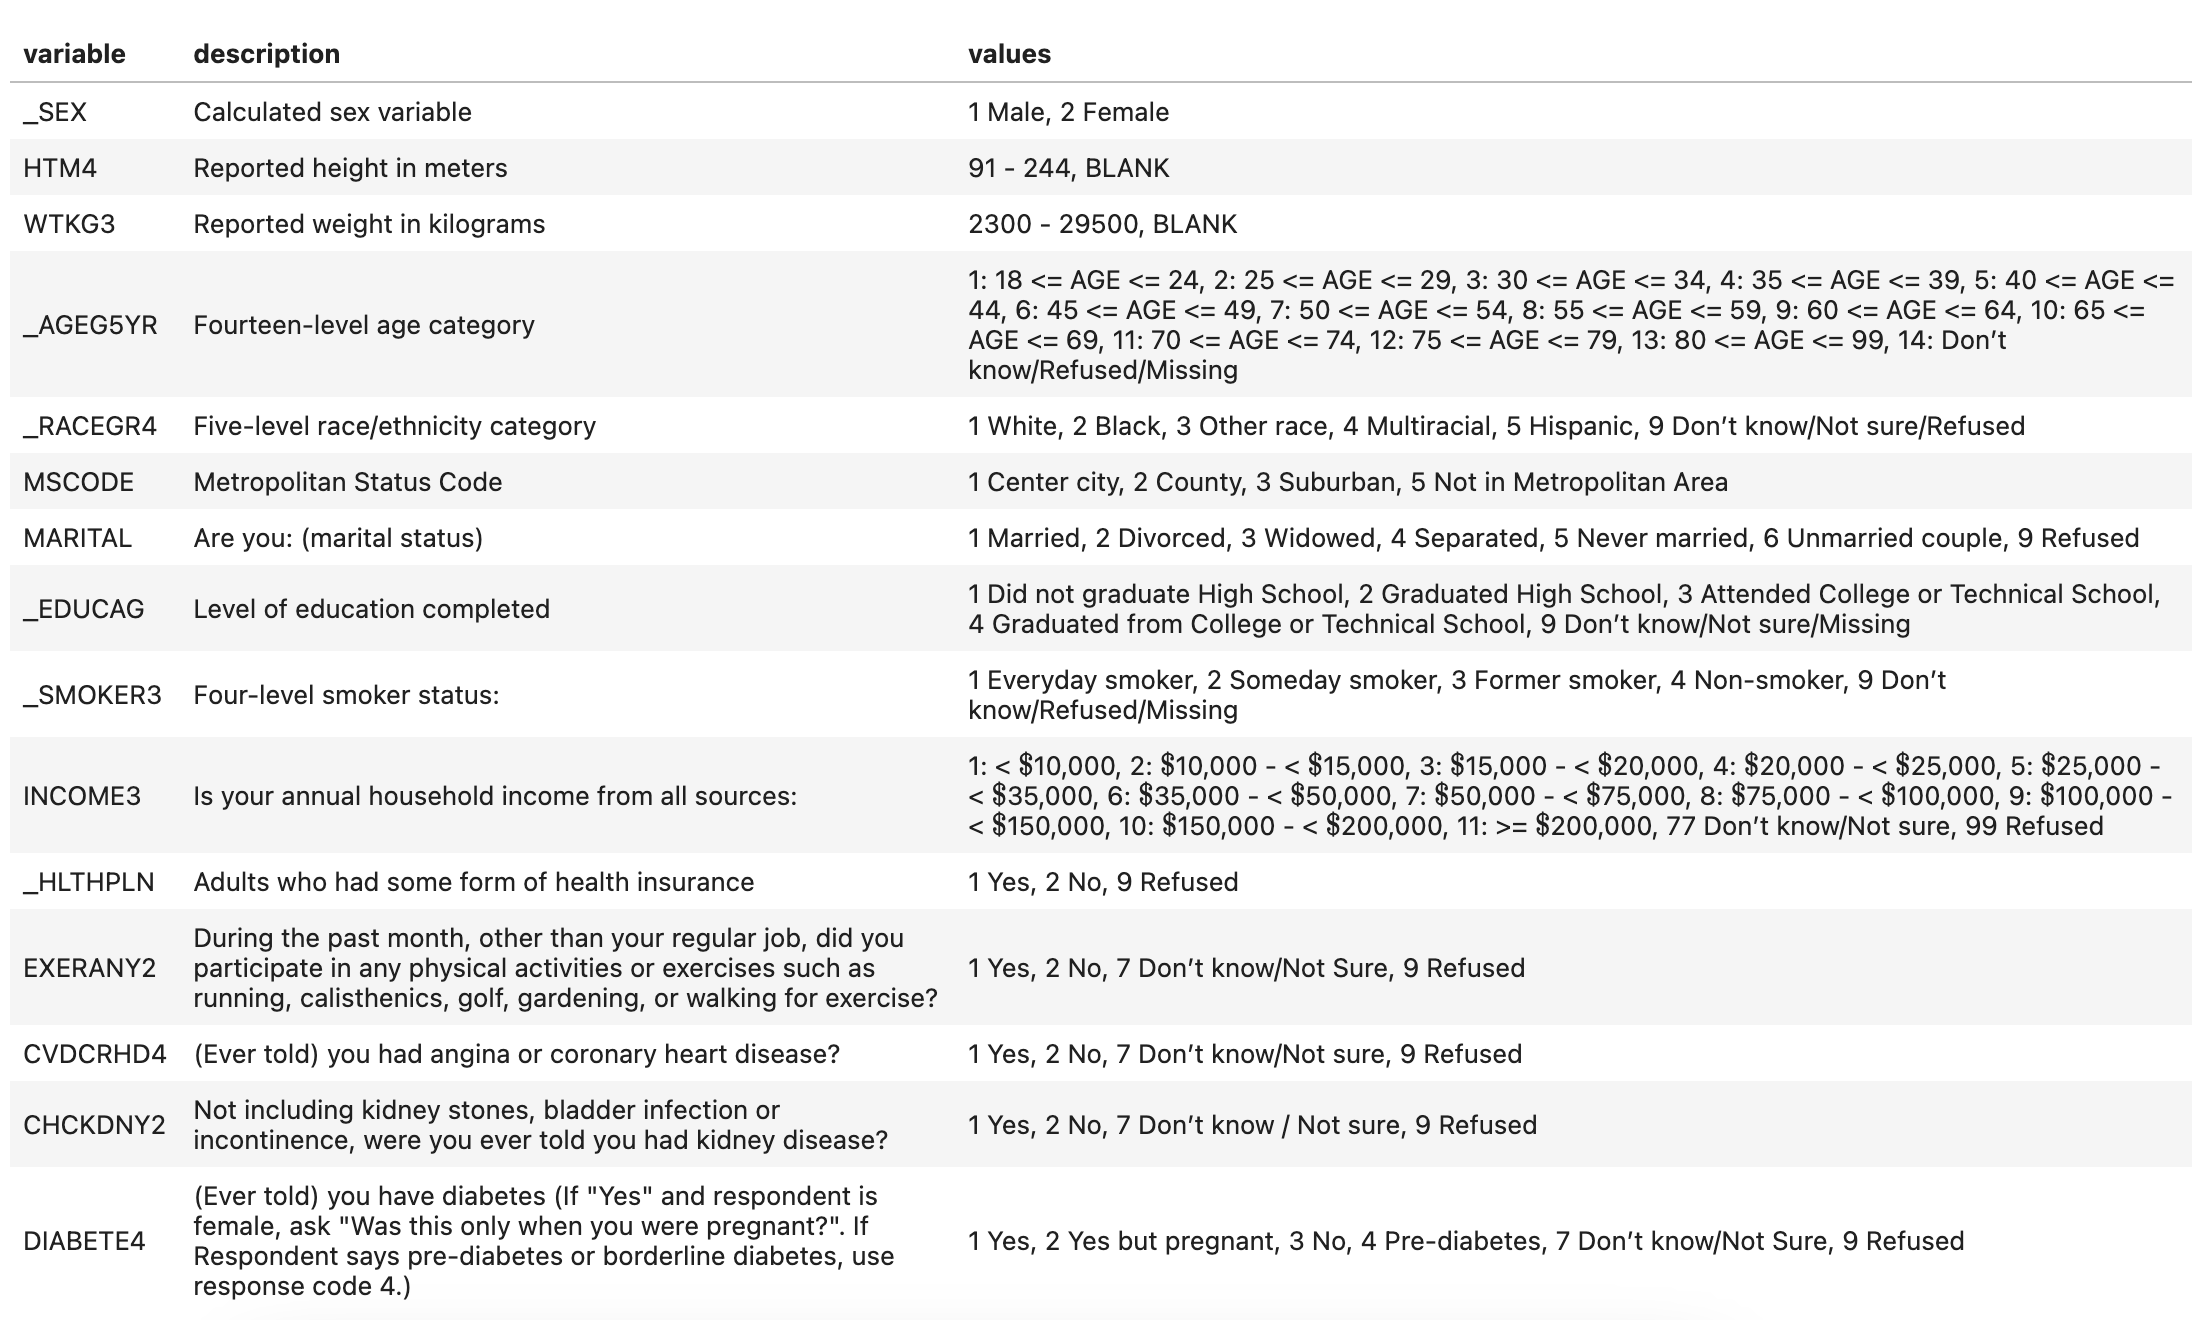 variable description values
_SEX Calculated sex variable 1 Male, 2 Female
HTM4 Reported height in meters 91 - 244, BLANK
WTKG3 Reported weight in kilograms 2300 - 29500, BLANK
_AGEG5YR Fourteen-level age category
1: 18 <= AGE <= 24, 2: 25 <= AGE <= 29, 3: 30 <= AGE <= 34, 4: 35 <= AGE <= 39, 5: 40 <= AGE <=
44, 6: 45 <= AGE <= 49, 7: 50 <= AGE <= 54, 8: 55 <= AGE <= 59, 9: 60 <= AGE <= 64, 10: 65 <=
AGE <= 69, 11: 70 <= AGE <= 74, 12: 75 <= AGE <= 79, 13: 80 <= AGE <= 99, 14: Don’t
know/Refused/Missing
_RACEGR4 Five-level race/ethnicity category 1 White, 2 Black, 3 Other race, 4 Multiracial, 5 Hispanic, 9 Don’t know/Not sure/Refused
MSCODE Metropolitan Status Code 1 Center city, 2 County, 3 Suburban, 5 Not in Metropolitan Area
MARITAL Are you: (marital status) 1 Married, 2 Divorced, 3 Widowed, 4 Separated, 5 Never married, 6 Unmarried couple, 9 Refused
_EDUCAG Level of education completed
1 Did not graduate High School, 2 Graduated High School, 3 Attended College or Technical School,
4 Graduated from College or Technical School, 9 Don’t know/Not sure/Missing
_SMOKER3 Four-level smoker status:
1 Everyday smoker, 2 Someday smoker, 3 Former smoker, 4 Non-smoker, 9 Don’t
know/Refused/Missing
INCOME3 Is your annual household income from all sources:
1: < $10,000, 2: $10,000 - < $15,000, 3: $15,000 - < $20,000, 4: $20,000 - < $25,000, 5: $25,000 -
< $35,000, 6: $35,000 - < $50,000, 7: $50,000 - < $75,000, 8: $75,000 - < $100,000, 9: $100,000 -
< $150,000, 10: $150,000 - < $200,000, 11: >= $200,000, 77 Don’t know/Not sure, 99 Refused
_HLTHPLN Adults who had some form of health insurance 1 Yes, 2 No, 9 Refused
EXERANY2
During the past month, other than your regular job, did you
participate in any physical activities or exercises such as
running, calisthenics, golf, gardening, or walking for exercise?
1 Yes, 2 No, 7 Don’t know/Not Sure, 9 Refused
CVDCRHD4 (Ever told) you had angina or coronary heart disease? 1 Yes, 2 No, 7 Don’t know/Not sure, 9 Refused
CHCKDNY2
Not including kidney stones, bladder infection or
incontinence, were you ever told you had kidney disease?
1 Yes, 2 No, 7 Don’t know / Not sure, 9 Refused
DIABETE4
(Ever told) you have diabetes (If "Yes" and respondent is
female, ask "Was this only when you were pregnant?". If
Respondent says pre-diabetes or borderline diabetes, use
response code 4.)
1 Yes, 2 Yes but pregnant, 3 No, 4 Pre-diabetes, 7 Don’t know/Not Sure, 9 Refused